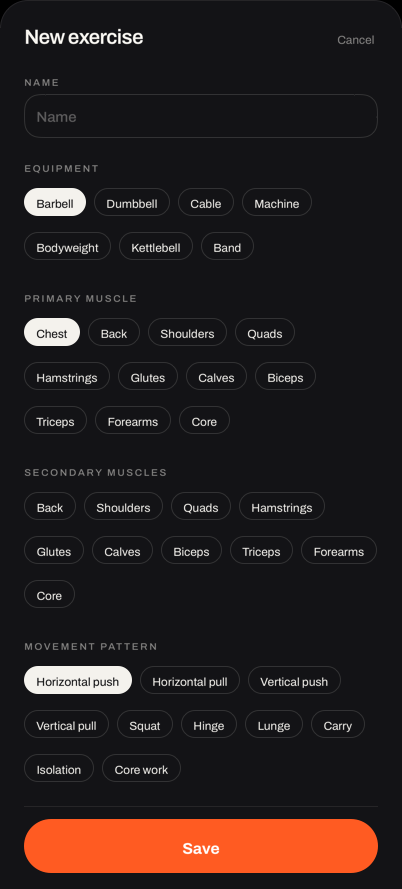 New exercise
Cancel
NAME
Name
EQUIPMENT
Barbell Dumbbell Cable Machine
Bodyweight Kettlebell Band
PRIMARY MUSCLE
Chest Back Shoulders Quads
Hamstrings Glutes Calves Biceps
Triceps Forearms Core
SECONDARY MUSCLES
Back Shoulders Quads Hamstrings
Glutes Calves Biceps Triceps Forearms
Core
MOVEMENT PATTERN
Horizontal push Horizontal pull Vertical push
Vertical pull Squat Hinge Lunge Carry
Isolation Core work
Save